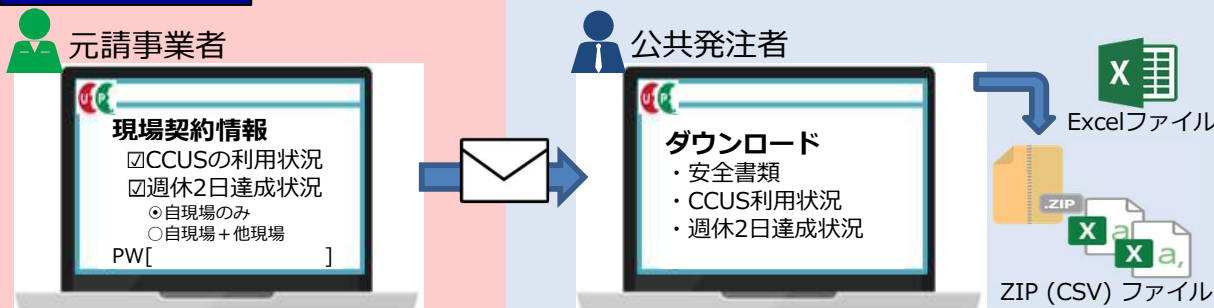 元請事業者
公共発注者
U P
現場契約情報
☑CCUSの利用状況
☑週休2日達成状況
⦿自現場のみ
○自現場＋他現場
PW[ ]
U P
ダウンロード
・安全書類
・CCUS利用状況
・週休2日達成状況
X
Excelファイル
.ZIP
X a
X a,
ZIP (CSV) ファイル